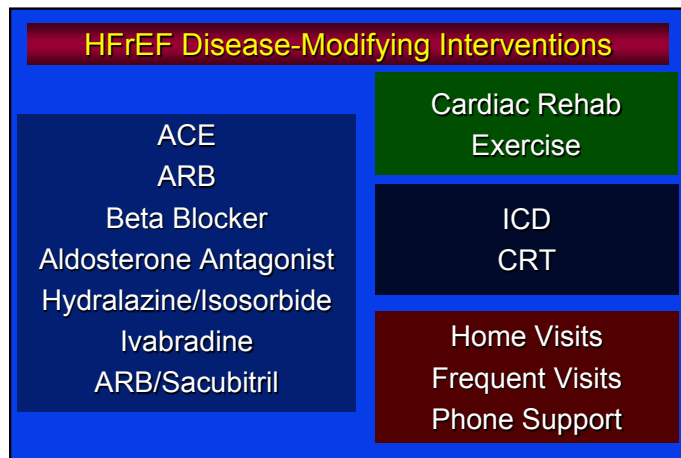 HFrEF Disease-Modifying Interventions
ACE
ARB
Beta Blocker
Aldosterone Antagonist
Hydralazine/Isosorbide
Ivabradine
ARB/Sacubitril
Cardiac Rehab
Exercise
ICD
CRT
Home Visits
Frequent Visits
Phone Support